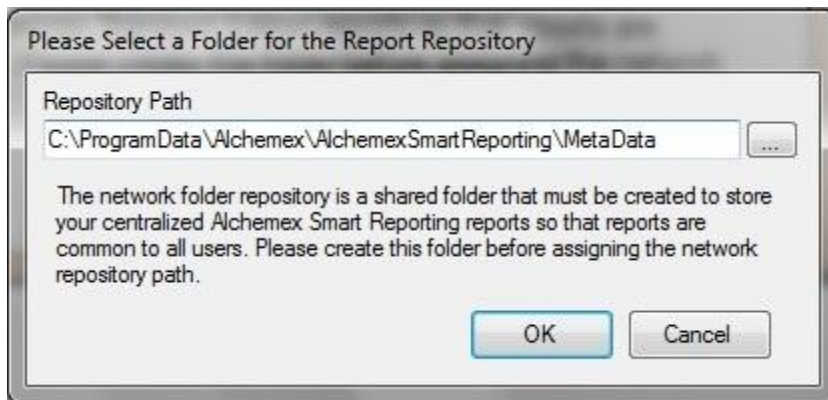 Please Select a Folder for the Report Repository
Repository Path
C:\ProgramData\Alchemex\AlchemexSmartReporting\MetaData
...
The network folder repository is a shared folder that must be created to store
your centralized Alchemex Smart Reporting reports so that reports are
common to all users. Please create this folder before assigning the network
repository path.
OK Cancel